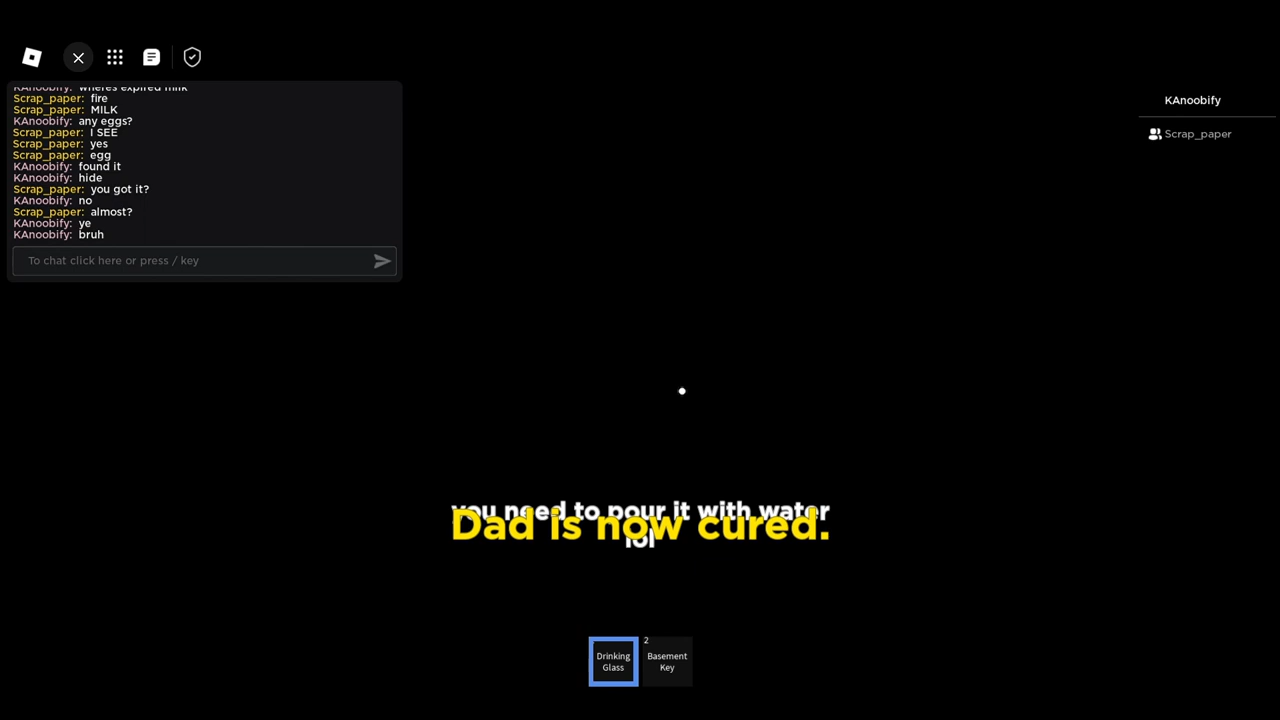 KAnoobify: wheres expired milk
Scrap_paper: fire
Scrap_paper: MILK
KAnoobify: any eggs?
Scrap_paper: I SEE
Scrap_paper: yes
Scrap_paper: egg
KAnoobify: found it
KAnoobify: hide
Scrap_paper: you got it?
KAnoobify: no
Scrap_paper: almost?
KAnoobify: ye
KAnoobify: bruh
To chat click here or press / key
KAnoobify
Scrap_paper
you need to pour it with water
lol
Dad is now cured.
Drinking
Glass
2
Basement
Key